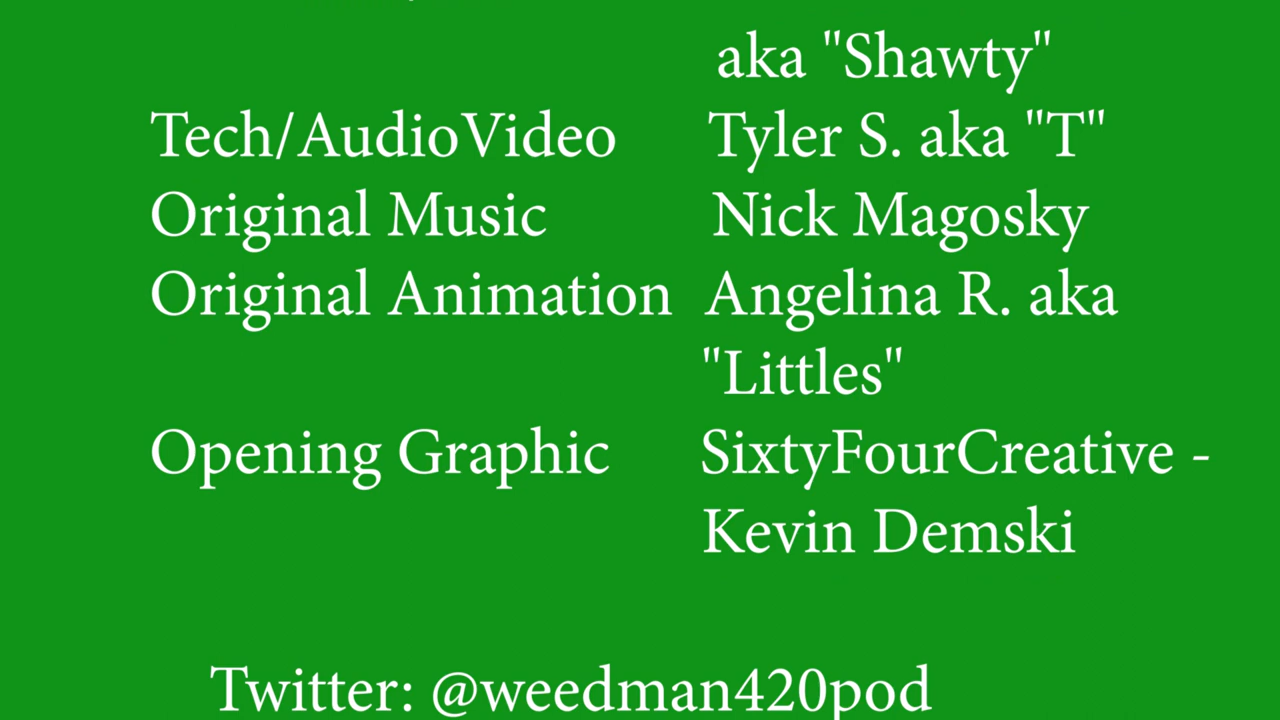 aka "Shawty"
Tech/AudioVideo Tyler S. aka "T"
Original Music Nick Magosky
Original Animation Angelina R. aka
"Littles"
Opening Graphic SixtyFourCreative -
Kevin Demski
Twitter: @weedman420pod